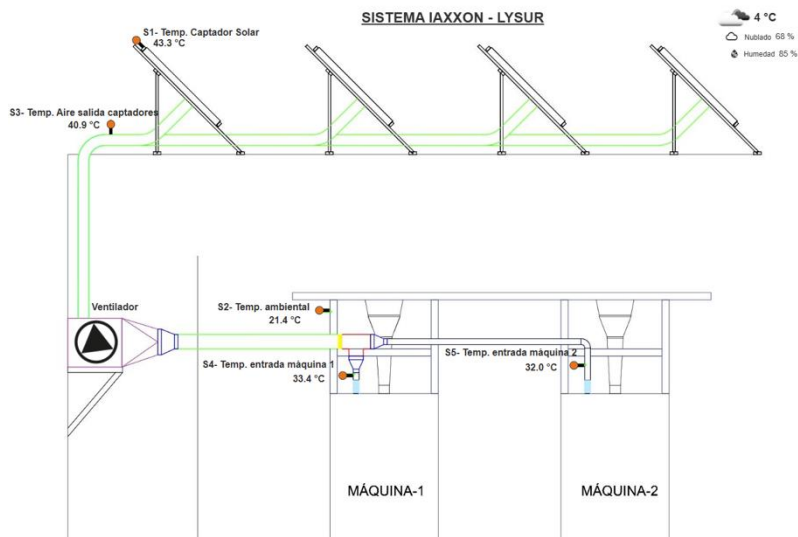 SISTEMA IAXXON - LYSUR
4 °C
Nublado 68 %
Humedad 85 %
S1- Temp. Captador Solar
43.3 °C
S3- Temp. Aire salida captadores
40.9 °C
Ventilador
S2- Temp. ambiental
21.4 °C
S4- Temp. entrada máquina 1
33.4 °C
S5- Temp. entrada máquina 2
32.0 °C
MÁQUINA-1
MÁQUINA-2